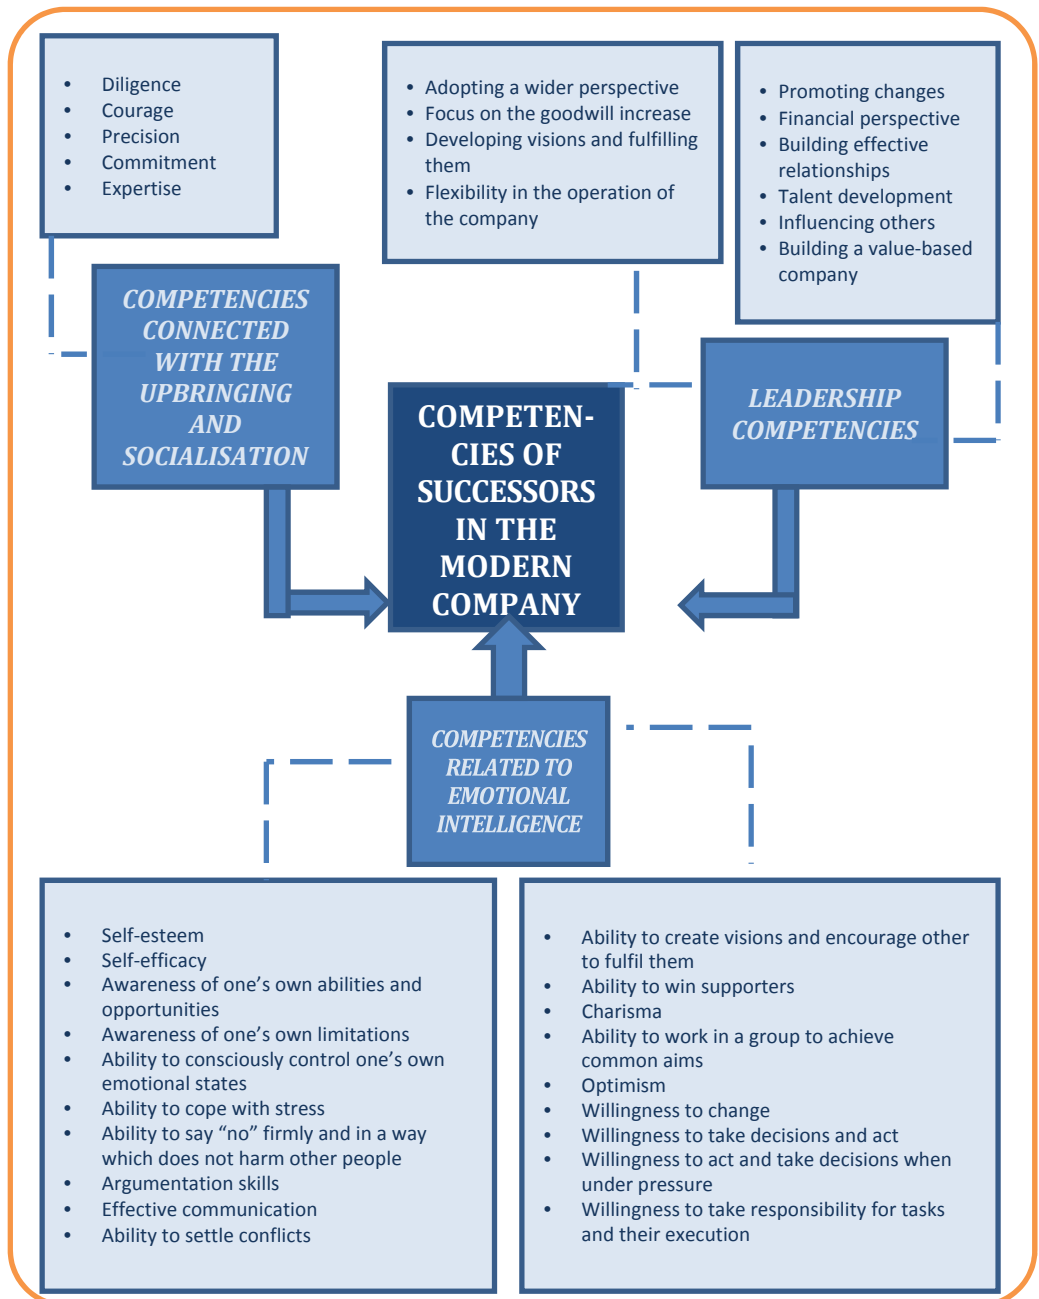 • Diligence
• Courage
• Precision
• Commitment
• Expertise
• Adopting a wider perspective
• Focus on the goodwill increase
• Developing visions and fulfilling
them
• Flexibility in the operation of
the company
• Promoting changes
• Financial perspective
• Building effective
relationships
• Talent development
• Influencing others
• Building a value-based
company
COMPETENCIES
CONNECTED
WITH THE
UPBRINGING
AND
SOCIALISATION
COMPETEN-
CIES OF
SUCCESSORS
IN THE
MODERN
COMPANY
LEADERSHIP
COMPETENCIES
COMPETENCIES
RELATED TO
EMOTIONAL
INTELLIGENCE
• Self-esteem
• Self-efficacy
• Awareness of one’s own abilities and
opportunities
• Awareness of one’s own limitations
• Ability to consciously control one’s own
emotional states
• Ability to cope with stress
• Ability to say “no” firmly and in a way
which does not harm other people
• Argumentation skills
• Effective communication
• Ability to settle conflicts
• Ability to create visions and encourage other
to fulfil them
• Ability to win supporters
• Charisma
• Ability to work in a group to achieve
common aims
• Optimism
• Willingness to change
• Willingness to take decisions and act
• Willingness to act and take decisions when
under pressure
• Willingness to take responsibility for tasks
and their execution